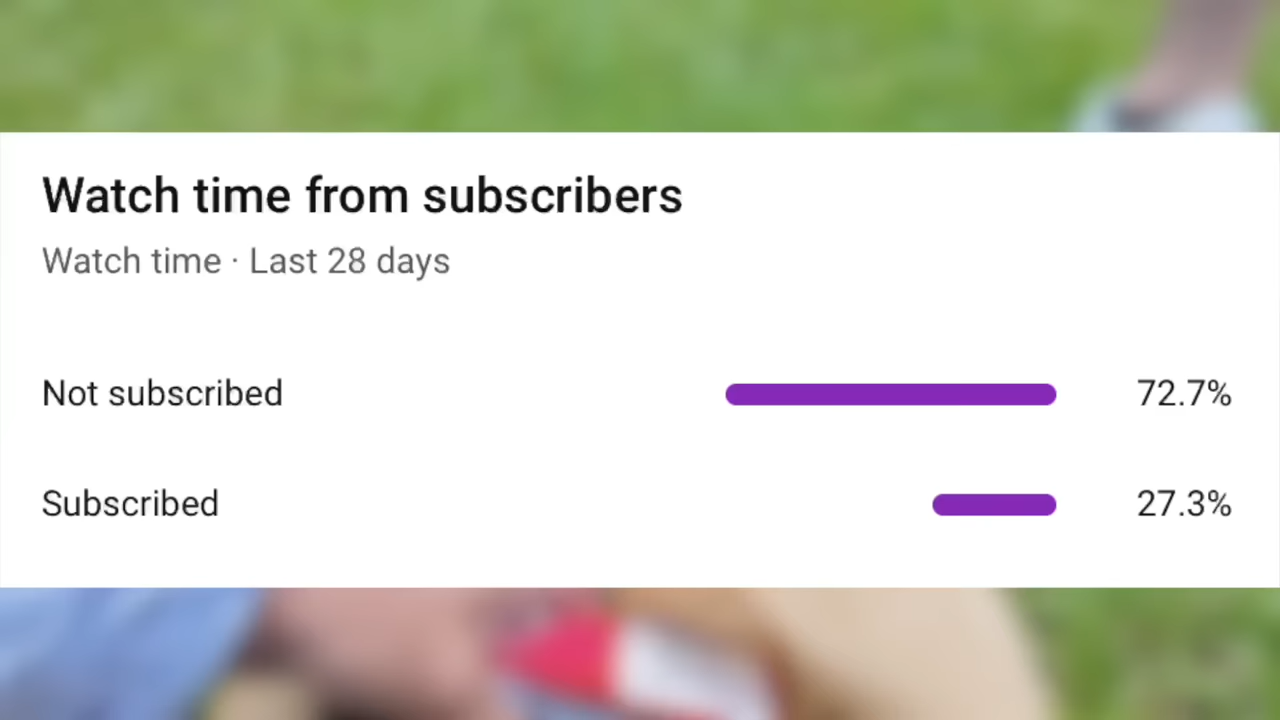 Watch time from subscribers
Watch time · Last 28 days
Not subscribed 72.7%
Subscribed 27.3%